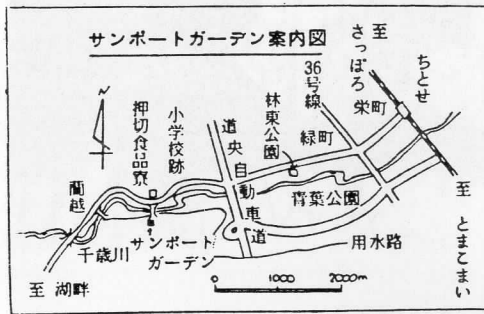 サンポートガーデン案内図
至 さっぽろ
ちとせ
栄町
36号線
緑町
林東公園
道央自動車道
小学校跡
押切食品寮
蘭越
青葉公園
至 とまこまい
用水路
サンポート
ガーデン
千歳川
至 湖畔
0 1000 2000m